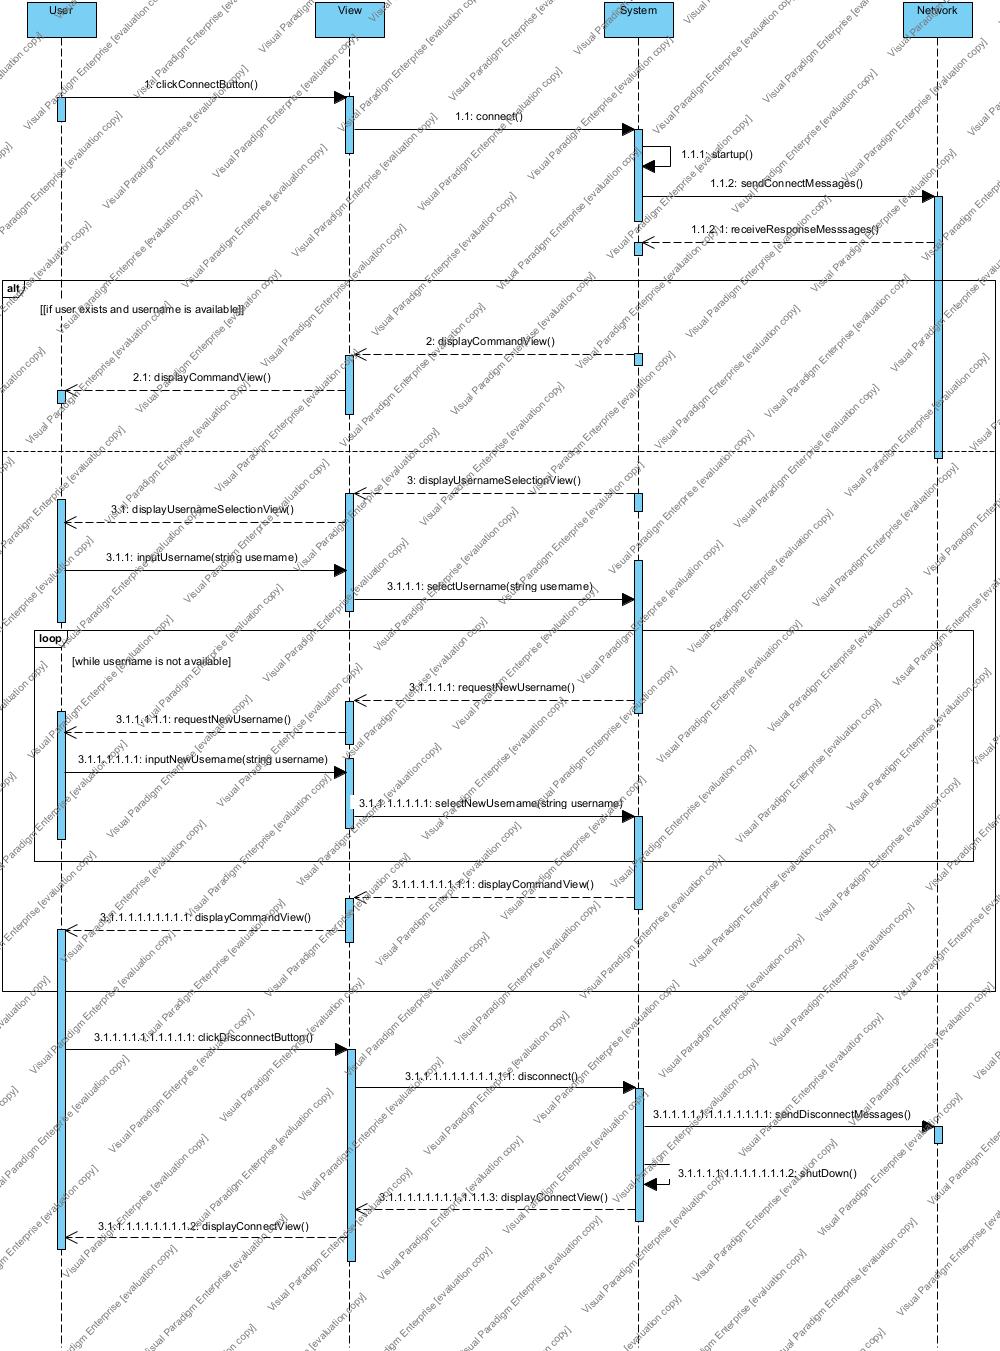 User
View
System
Network
1: clickConnectButton()
1.1: connect()
1.1.1: startup()
1.1.2: sendConnectMessages()
1.1.2.1: receiveResponseMesssages()
alt
[[if user exists and username is available]]
2: displayCommandView()
2.1: displayCommandView()
3: displayUsernameSelectionView()
3.1: displayUsernameSelectionView()
3.1.1: inputUsername(string username)
3.1.1.1: selectUsername(string username)
loop
[while username is not available]
3.1.1.1.1: requestNewUsername()
3.1.1.1.1.1: requestNewUsername()
3.1.1.1.1.1.1: inputNewUsername(string username)
3.1.1.1.1.1.1.1: selectNewUsername(string username)
3.1.1.1.1.1.1.1.1: displayCommandView()
3.1.1.1.1.1.1.1.1.1: displayCommandView()
3.1.1.1.1.1.1.1.1.1.1: clickDisconnectButton()
3.1.1.1.1.1.1.1.1.1.1.1: disconnect()
3.1.1.1.1.1.1.1.1.1.1.1.1: sendDisconnectMessages()
3.1.1.1.1.1.1.1.1.1.1.1.2: shutDown()
3.1.1.1.1.1.1.1.1.1.1.1.3: displayConnectView()
3.1.1.1.1.1.1.1.1.1.1.2: displayConnectView()
Visual Paradigm Enterprise [evaluation copy]